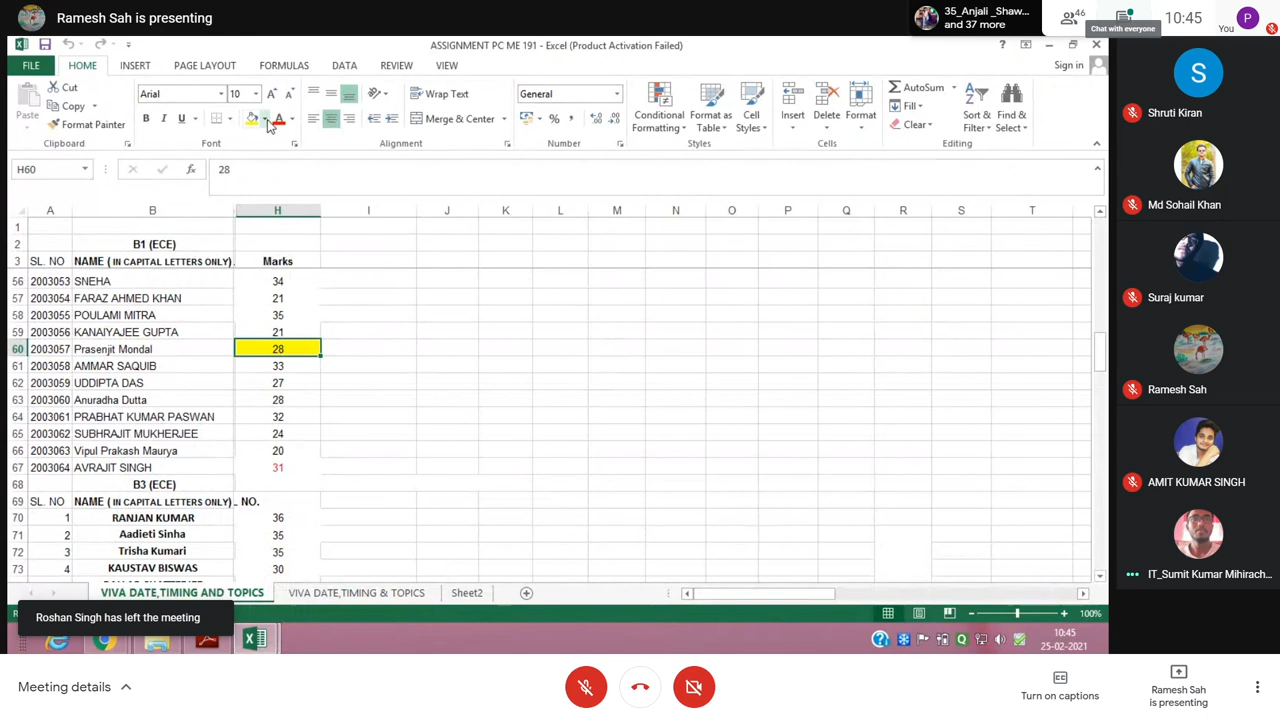 Ramesh Sah is presenting
35_Anjali _Shaw...
and 37 more
46
Chat with everyone
10:45
You
P
ASSIGNMENT PC ME 191 - Excel (Product Activation Failed)
FILE HOME INSERT PAGE LAYOUT FORMULAS DATA REVIEW VIEW Sign in
Paste
Cut
Copy
Format Painter
Clipboard
Arial 10
B I U
Font
Wrap Text
Merge & Center
Alignment
General
Number
Conditional Formatting
Format as Table
Cell Styles
Styles
Insert Delete Format
Cells
AutoSum
Fill
Clear
Sort & Filter
Find & Select
Editing
H60 fx 28
A B H I J K L M N O P Q R S T
1
2 B1 (ECE)
3 SL. NO NAME ( IN CAPITAL LETTERS ONLY). Marks
56 2003053 SNEHA 34
57 2003054 FARAZ AHMED KHAN 21
58 2003055 POULAMI MITRA 35
59 2003056 KANAIYAJEE GUPTA 21
60 2003057 Prasenjit Mondal 28
61 2003058 AMMAR SAQUIB 33
62 2003059 UDDIPTA DAS 27
63 2003060 Anuradha Dutta 28
64 2003061 PRABHAT KUMAR PASWAN 32
65 2003062 SUBHRAJIT MUKHERJEE 24
66 2003063 Vipul Prakash Maurya 20
67 2003064 AVRAJIT SINGH 31
68 B3 (ECE)
69 SL. NO NAME ( IN CAPITAL LETTERS ONLY) . NO.
70 1 RANJAN KUMAR 36
71 2 Aadieti Sinha 35
72 3 Trisha Kumari 35
73 4 KAUSTAV BISWAS 30
VIVA DATE,TIMING AND TOPICS VIVA DATE,TIMING & TOPICS Sheet2
100%
Roshan Singh has left the meeting
10:45
25-02-2021
S
Shruti Kiran
Md Sohail Khan
Suraj kumar
Ramesh Sah
AMIT KUMAR SINGH
IT_Sumit Kumar Mihirach...
Meeting details
Turn on captions
Ramesh Sah
is presenting